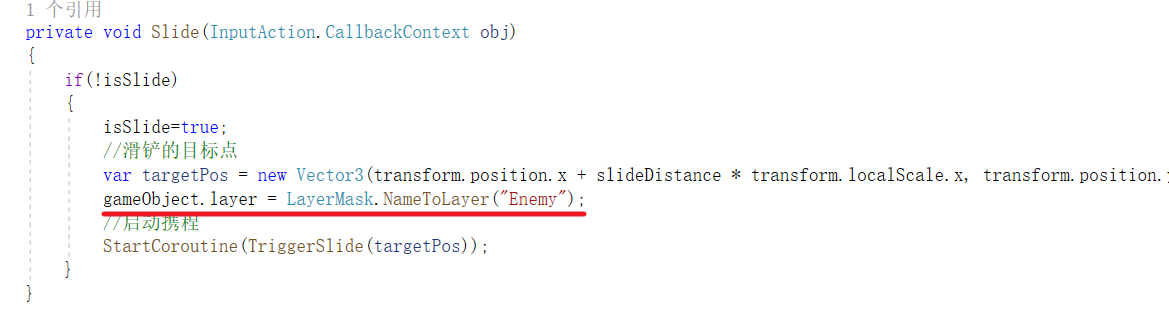 1 个引用
private void Slide(InputAction.CallbackContext obj)
{
if(!isSlide)
{
isSlide=true;
//滑铲的目标点
var targetPos = new Vector3(transform.position.x + slideDistance * transform.localScale.x, transform.position.
gameObject.layer = LayerMask.NameToLayer("Enemy");
//启动携程
StartCoroutine(TriggerSlide(targetPos));
}
}